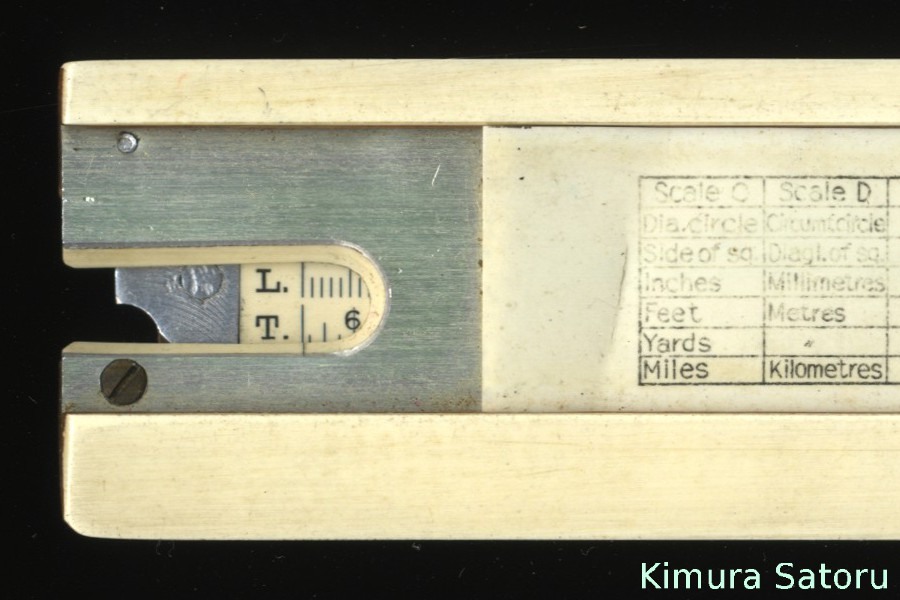 L.
T. 6
Scale C Scale D
Dia.circle Circumf.circle
Side of sq. Diagl.of sq.
Inches Millimetres
Feet Metres
Yards "
Miles Kilometres
Kimura Satoru